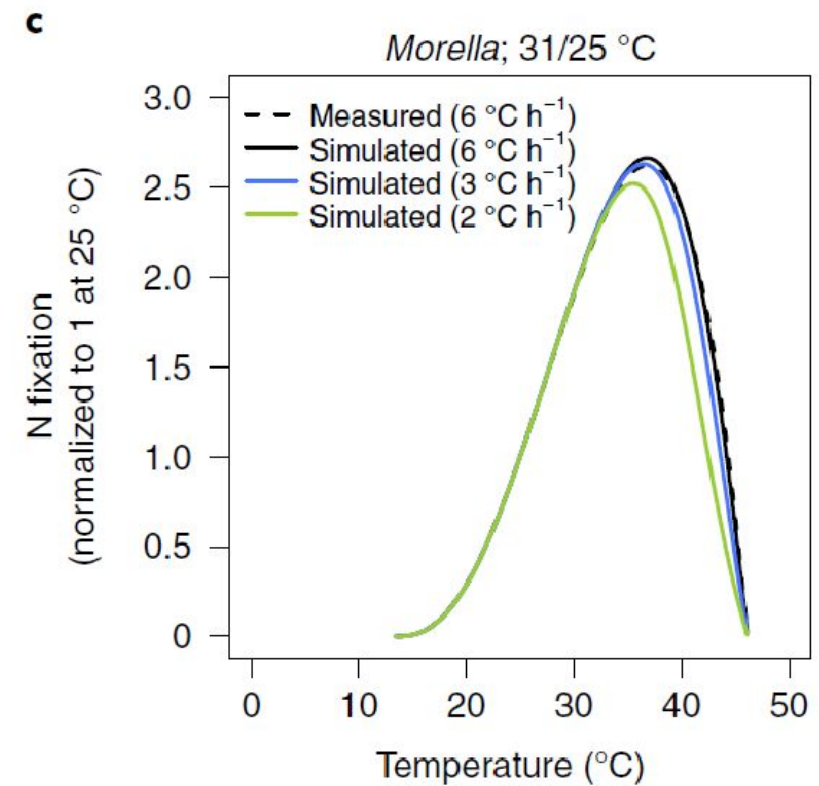 c
Morella; 31/25 °C
Measured (6 °C h⁻¹)
Simulated (6 °C h⁻¹)
Simulated (3 °C h⁻¹)
Simulated (2 °C h⁻¹)
N fixation
(normalized to 1 at 25 °C)
3.0
2.5
2.0
1.5
1.0
0.5
0
0 10 20 30 40 50
Temperature (°C)